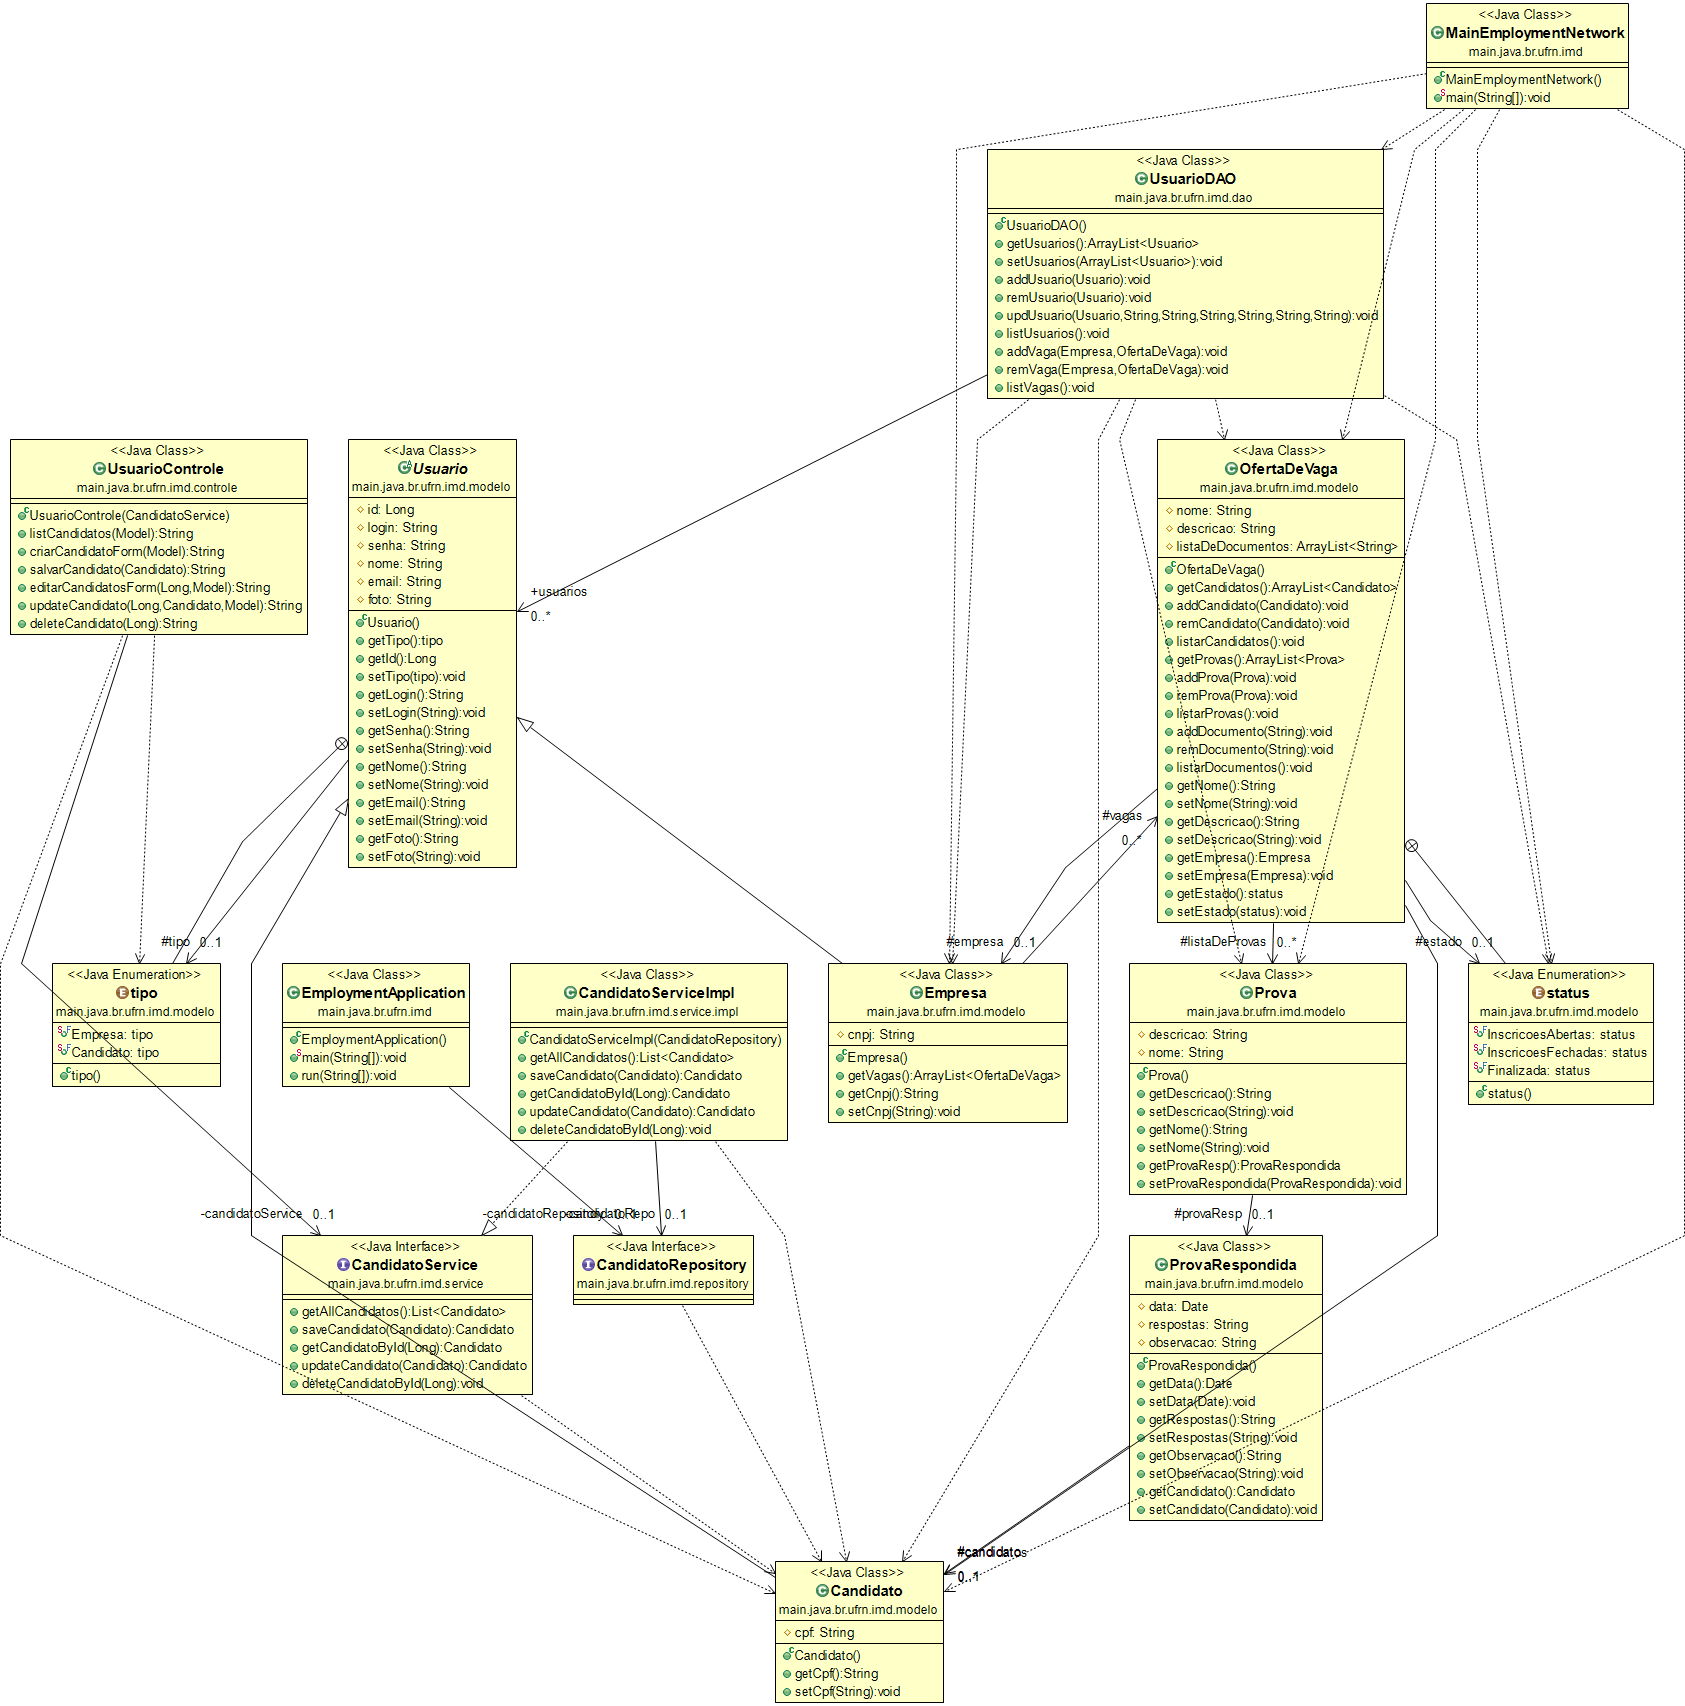 <<Java Class>>
MainEmploymentNetwork
main.java.br.ufrn.imd
MainEmploymentNetwork()
main(String[]):void
<<Java Class>>
UsuarioDAO
main.java.br.ufrn.imd.dao
UsuarioDAO()
getUsuarios():ArrayList<Usuario>
setUsuarios(ArrayList<Usuario>):void
addUsuario(Usuario):void
remUsuario(Usuario):void
updUsuario(Usuario,String,String,String,String,String,String):void
listUsuarios():void
addVaga(Empresa,OfertaDeVaga):void
remVaga(Empresa,OfertaDeVaga):void
listVagas():void
<<Java Class>>
UsuarioControle
main.java.br.ufrn.imd.controle
UsuarioControle(CandidatoService)
listCandidatos(Model):String
criarCandidatoForm(Model):String
salvarCandidato(Candidato):String
editarCandidatosForm(Long,Model):String
updateCandidato(Long,Candidato,Model):String
deleteCandidato(Long):String
<<Java Class>>
Usuario
main.java.br.ufrn.imd.modelo
id: Long
login: String
senha: String
nome: String
email: String
foto: String
Usuario()
getTipo():tipo
getId():Long
setTipo(tipo):void
getLogin():String
setLogin(String):void
getSenha():String
setSenha(String):void
getNome():String
setNome(String):void
getEmail():String
setEmail(String):void
getFoto():String
setFoto(String):void
+usuarios
0..*
<<Java Class>>
OfertaDeVaga
main.java.br.ufrn.imd.modelo
nome: String
descricao: String
listaDeDocumentos: ArrayList<String>
OfertaDeVaga()
getCandidatos():ArrayList<Candidato>
addCandidato(Candidato):void
remCandidato(Candidato):void
listarCandidatos():void
getProvas():ArrayList<Prova>
addProva(Prova):void
remProva(Prova):void
listarProvas():void
addDocumento(String):void
remDocumento(String):void
listarDocumentos():void
getNome():String
setNome(String):void
getDescricao():String
setDescricao(String):void
getEmpresa():Empresa
setEmpresa(Empresa):void
getEstado():status
setEstado(status):void
#vagas
0..*
#tipo 0..1
#empresa 0..1
#listaDeProvas 0..*
#estado 0..1
<<Java Enumeration>>
tipo
main.java.br.ufrn.imd.modelo
Empresa: tipo
Candidato: tipo
tipo()
<<Java Class>>
EmploymentApplication
main.java.br.ufrn.imd
EmploymentApplication()
main(String[]):void
run(String[]):void
<<Java Class>>
CandidatoServiceImpl
main.java.br.ufrn.imd.service.impl
CandidatoServiceImpl(CandidatoRepository)
getAllCandidatos():List<Candidato>
saveCandidato(Candidato):Candidato
getCandidatoById(Long):Candidato
updateCandidato(Candidato):Candidato
deleteCandidatoById(Long):void
<<Java Class>>
Empresa
main.java.br.ufrn.imd.modelo
cnpj: String
Empresa()
getVagas():ArrayList<OfertaDeVaga>
getCnpj():String
setCnpj(String):void
<<Java Class>>
Prova
main.java.br.ufrn.imd.modelo
descricao: String
nome: String
Prova()
getDescricao():String
setDescricao(String):void
getNome():String
setNome(String):void
getProvaResp():ProvaRespondida
setProvaRespondida(ProvaRespondida):void
<<Java Enumeration>>
status
main.java.br.ufrn.imd.modelo
InscricoesAbertas: status
InscricoesFechadas: status
Finalizada: status
status()
-candidatoService 0..1
-candidatoRepository 0..1
0..1
#provaResp 0..1
<<Java Interface>>
CandidatoService
main.java.br.ufrn.imd.service
getAllCandidatos():List<Candidato>
saveCandidato(Candidato):Candidato
getCandidatoById(Long):Candidato
updateCandidato(Candidato):Candidato
deleteCandidatoById(Long):void
<<Java Interface>>
CandidatoRepository
main.java.br.ufrn.imd.repository
<<Java Class>>
ProvaRespondida
main.java.br.ufrn.imd.modelo
data: Date
respostas: String
observacao: String
ProvaRespondida()
getData():Date
setData(Date):void
getRespostas():String
setRespostas(String):void
getObservacao():String
setObservacao(String):void
getCandidato():Candidato
setCandidato(Candidato):void
#candidatos
0..1
<<Java Class>>
Candidato
main.java.br.ufrn.imd.modelo
cpf: String
Candidato()
getCpf():String
setCpf(String):void